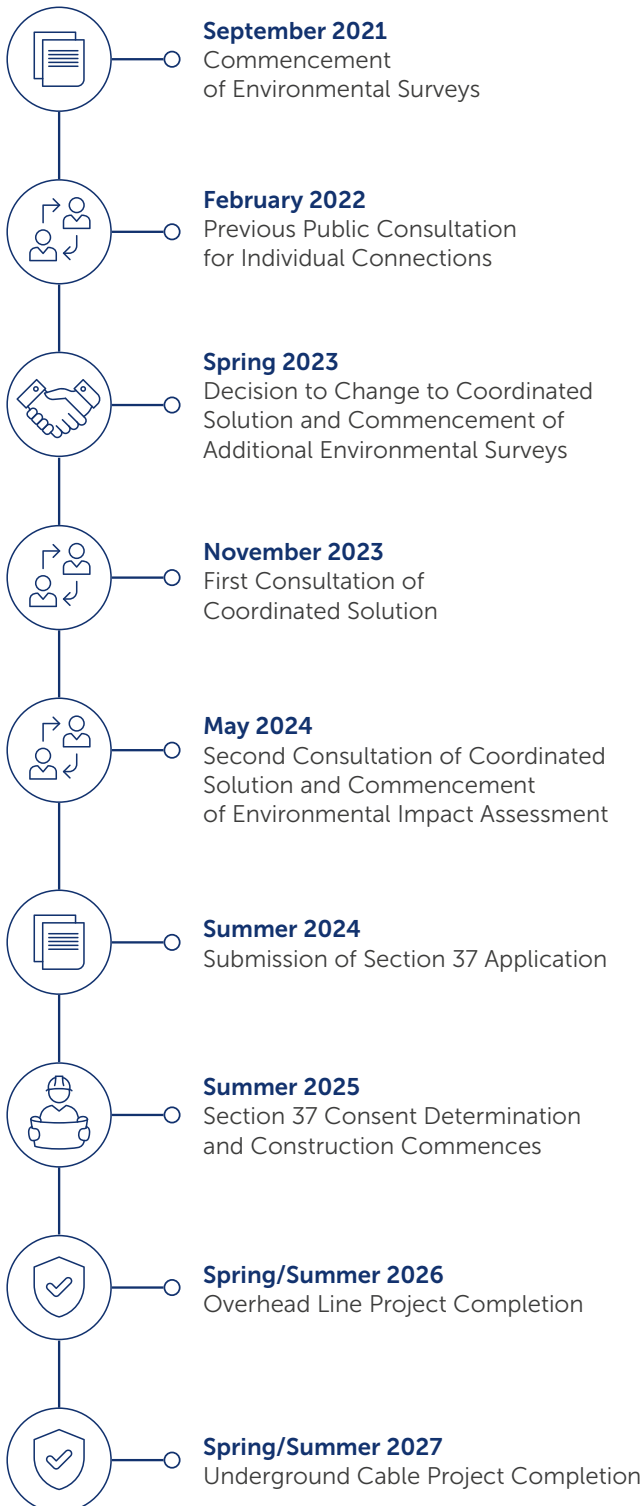 September 2021
Commencement
of Environmental Surveys
February 2022
Previous Public Consultation
for Individual Connections
Spring 2023
Decision to Change to Coordinated
Solution and Commencement of
Additional Environmental Surveys
November 2023
First Consultation of
Coordinated Solution
May 2024
Second Consultation of Coordinated
Solution and Commencement
of Environmental Impact Assessment
Summer 2024
Submission of Section 37 Application
Summer 2025
Section 37 Consent Determination
and Construction Commences
Spring/Summer 2026
Overhead Line Project Completion
Spring/Summer 2027
Underground Cable Project Completion